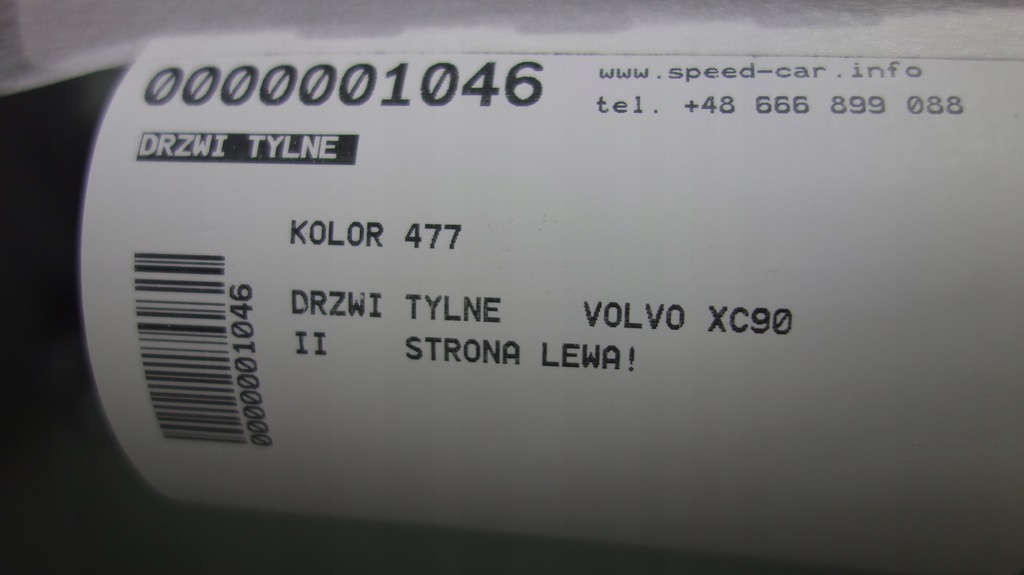 0000001046
www.speed-car.info
tel. +48 666 899 088
DRZWI TYLNE
KOLOR 477
DRZWI TYLNE VOLVO XC90
II STRONA LEWA!
0000001046